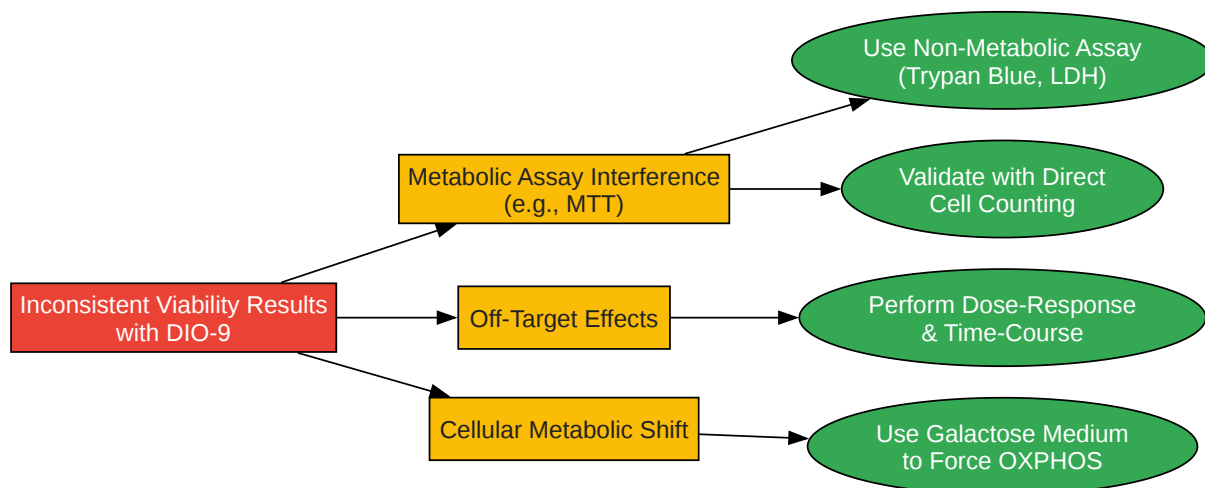 Use Non-Metabolic Assay
(Trypan Blue, LDH)
Metabolic Assay Interference
(e.g., MTT)
Validate with Direct
Cell Counting
Inconsistent Viability Results
with DIO-9
Off-Target Effects
Perform Dose-Response
& Time-Course
Cellular Metabolic Shift
Use Galactose Medium
to Force OXPHOS